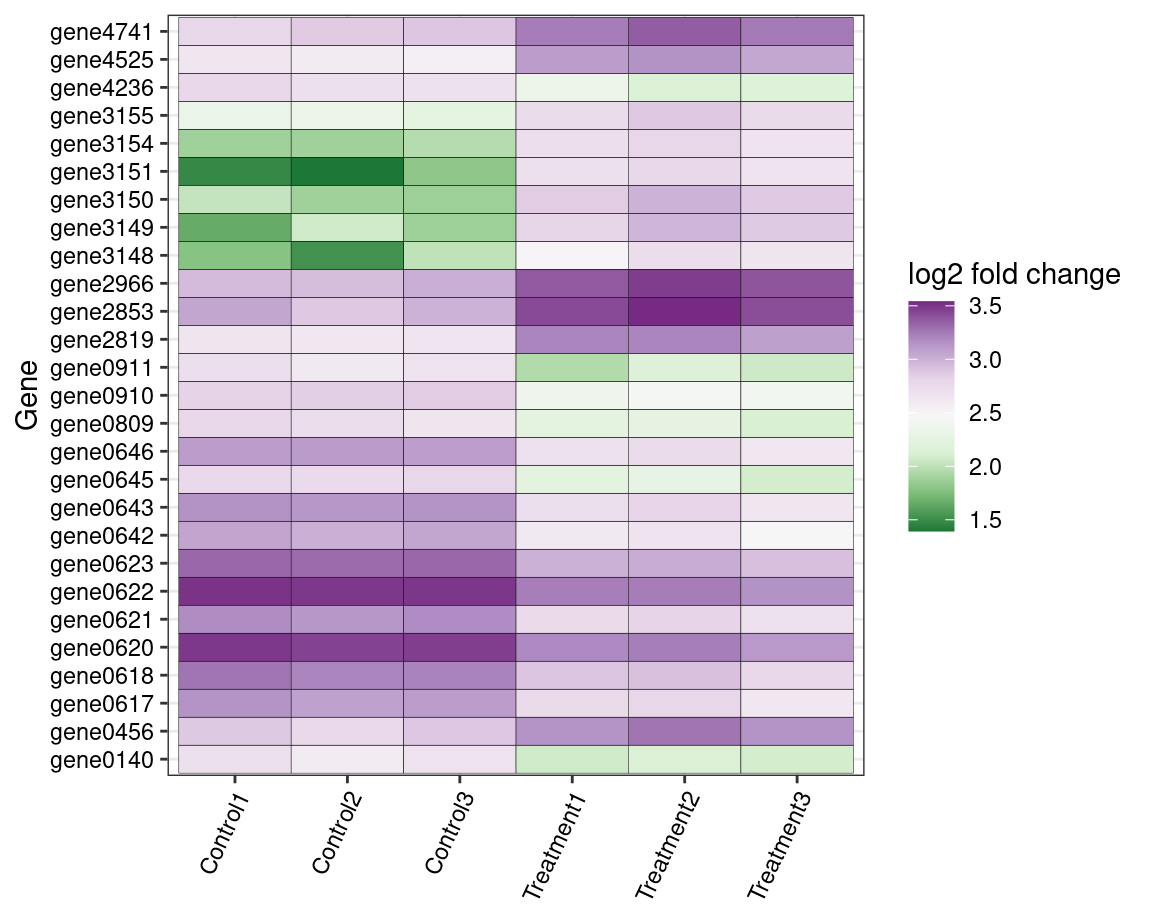 gene4741
gene4525
gene4236
gene3155
gene3154
gene3151
gene3150
gene3149
gene3148
gene2966
gene2853
gene2819
gene0911
gene0910
gene0809
gene0646
gene0645
gene0643
gene0642
gene0623
gene0622
gene0621
gene0620
gene0618
gene0617
gene0456
gene0140
Gene
Control1
Control2
Control3
Treatment1
Treatment2
Treatment3
log2 fold change
3.5
3.0
2.5
2.0
1.5